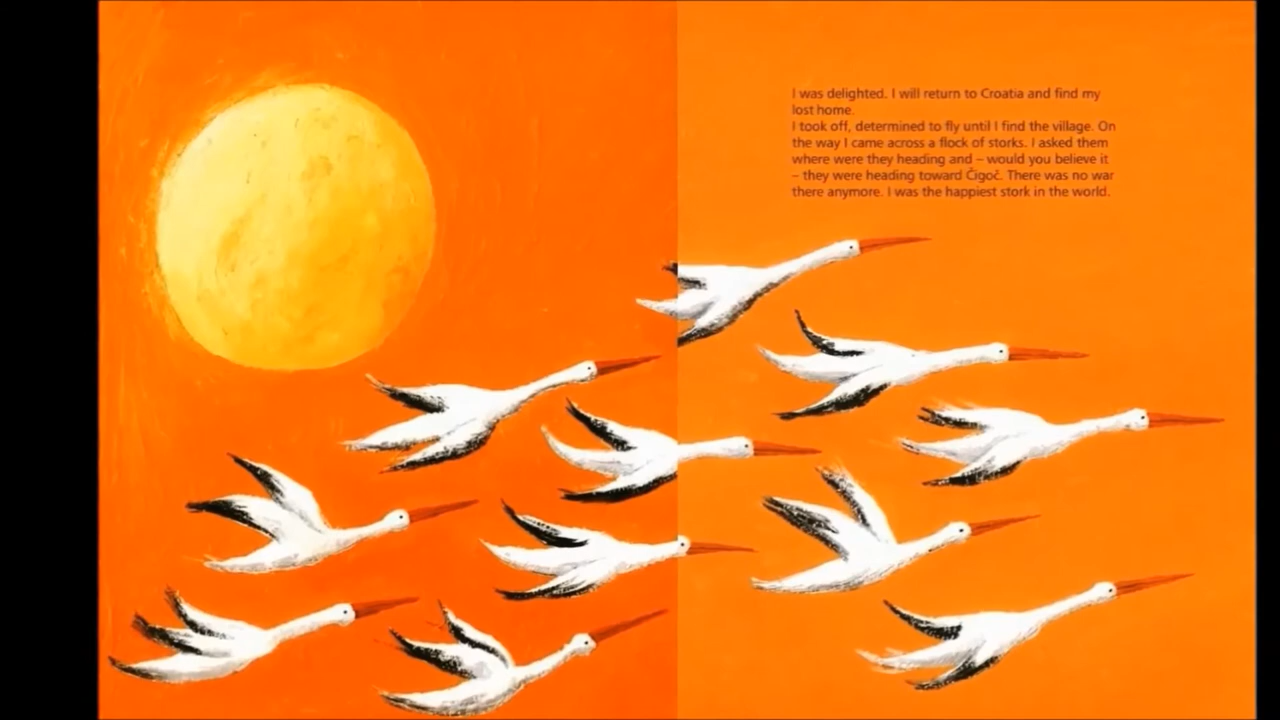 I was delighted. I will return to Croatia and find my
lost home.
I took off, determined to fly until I find the village. On
the way I came across a flock of storks. I asked them
where were they heading and – would you believe it
– they were heading toward Čigoč. There was no war
there anymore. I was the happiest stork in the world.